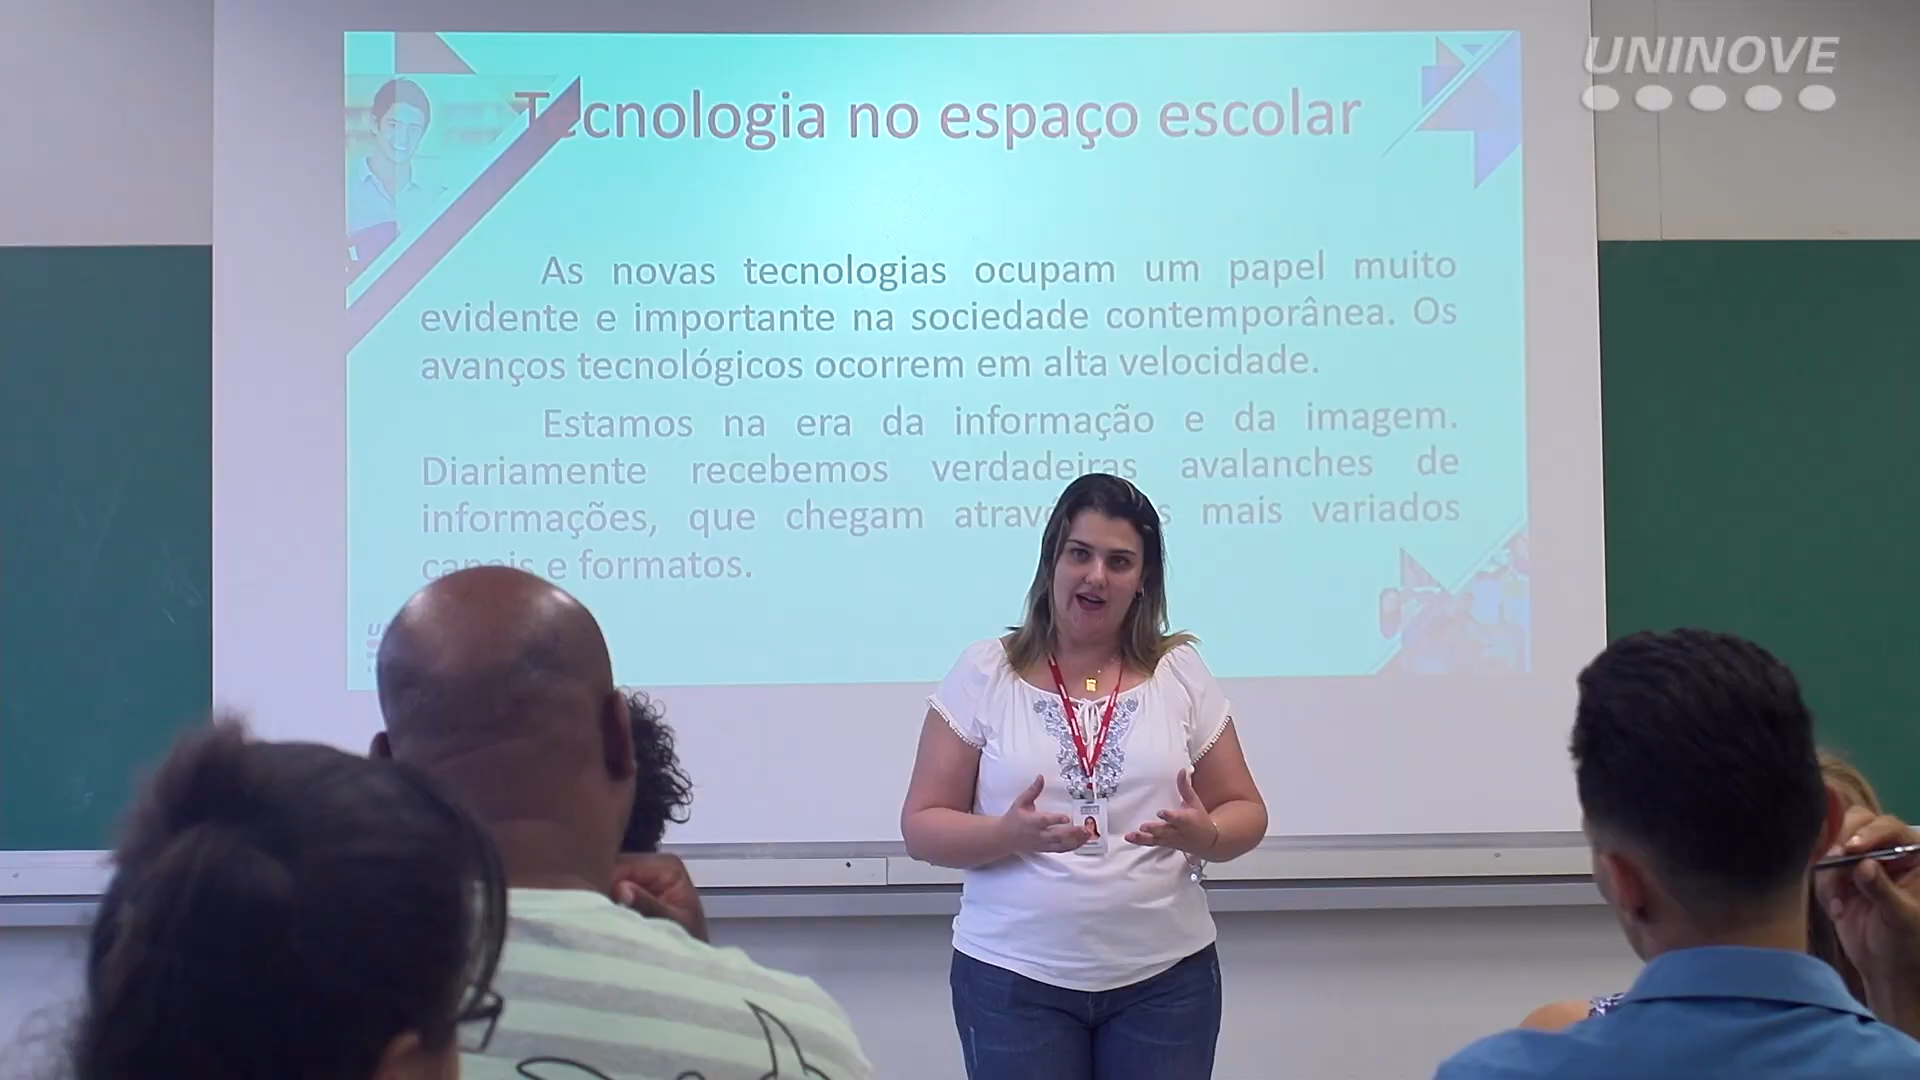 UNINOVE
Tecnologia no espaço escolar
As novas tecnologias ocupam um papel muito
evidente e importante na sociedade contemporânea. Os
avanços tecnológicos ocorrem em alta velocidade.
Estamos na era da informação e da imagem.
Diariamente recebemos verdadeiras avalanches de
informações, que chegam mais variados
e formatos.